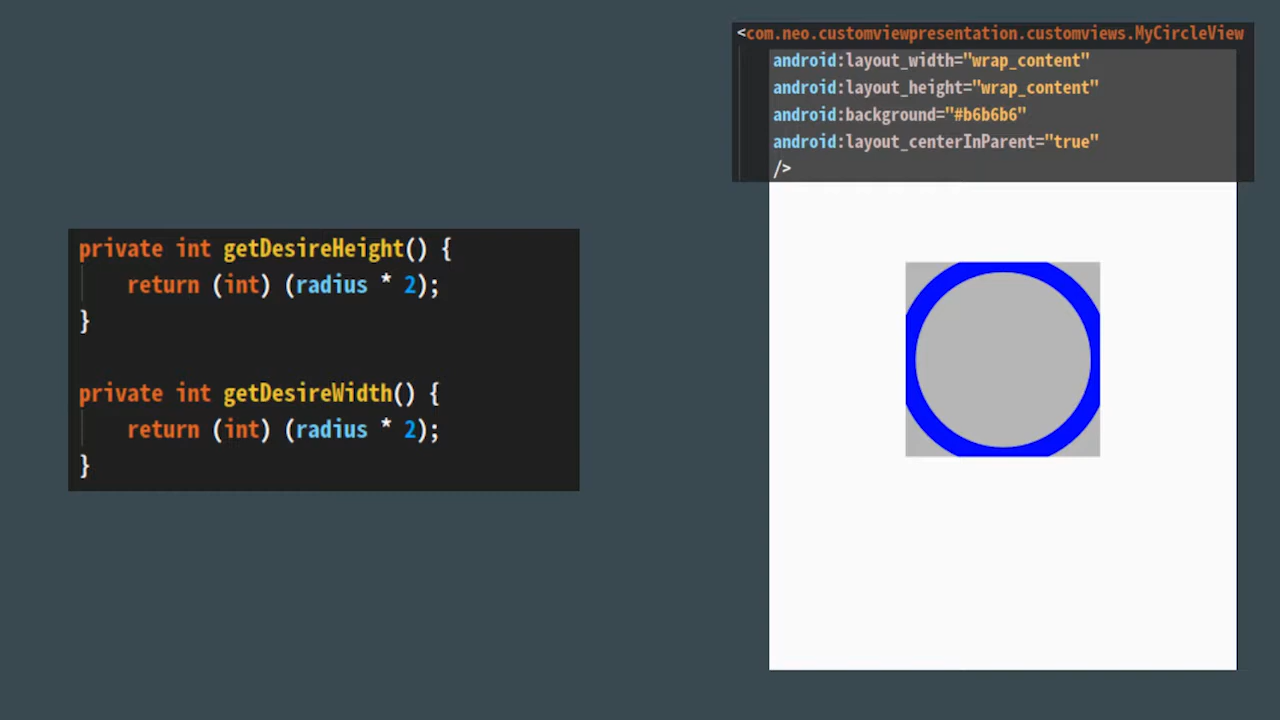 private int getDesireHeight() {
    return (int) (radius * 2);
}
private int getDesireWidth() {
    return (int) (radius * 2);
}
<com.neo.customviewpresentation.customviews.MyCircleView
    android:layout_width="wrap_content"
    android:layout_height="wrap_content"
    android:background="#b6b6b6"
    android:layout_centerInParent="true"
    />